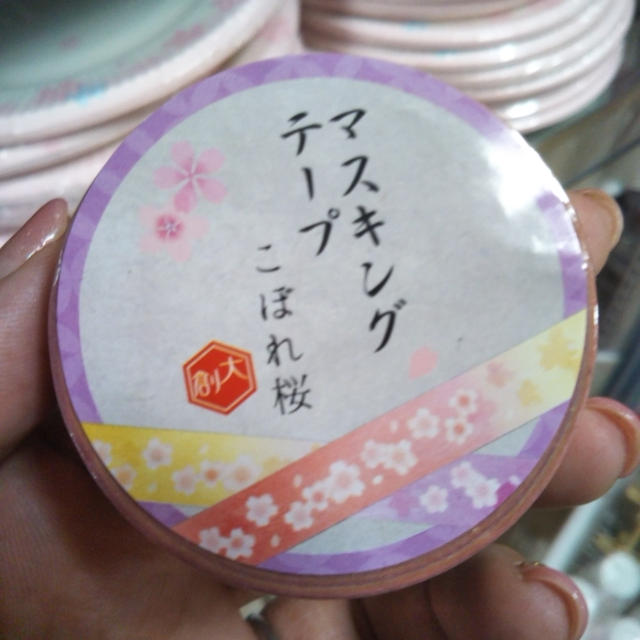 マスキング
テープ
こぼれ桜
大創